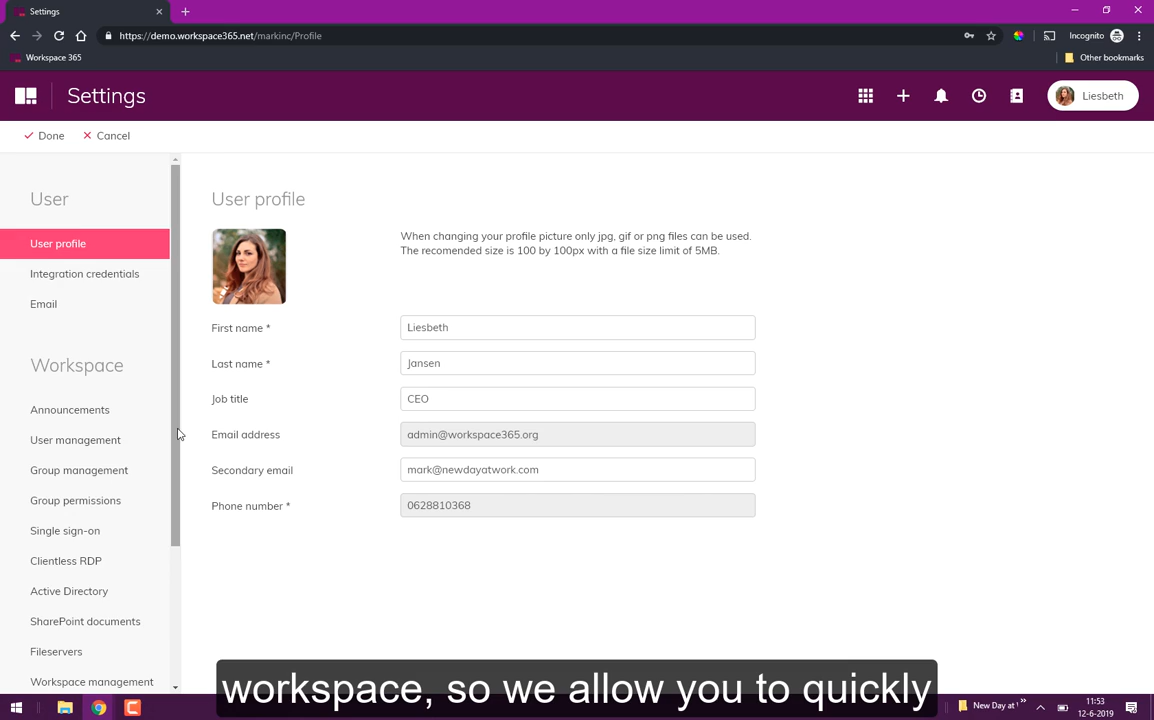 Settings
https://demo.workspace365.net/markinc/Profile
Incognito
Workspace 365
Other bookmarks
Settings
Liesbeth
Done
Cancel
User
User profile
Integration credentials
Email
Workspace
Announcements
User management
Group management
Group permissions
Single sign-on
Clientless RDP
Active Directory
SharePoint documents
Fileservers
Workspace management
User profile
When changing your profile picture only jpg, gif or png files can be used.
The recomended size is 100 by 100px with a file size limit of 5MB.
First name *
Liesbeth
Last name *
Jansen
Job title
CEO
Email address
admin@workspace365.org
Secondary email
mark@newdayatwork.com
Phone number *
0628810368
workspace, so we allow you to quickly
New Day at
11:53
12-6-2019